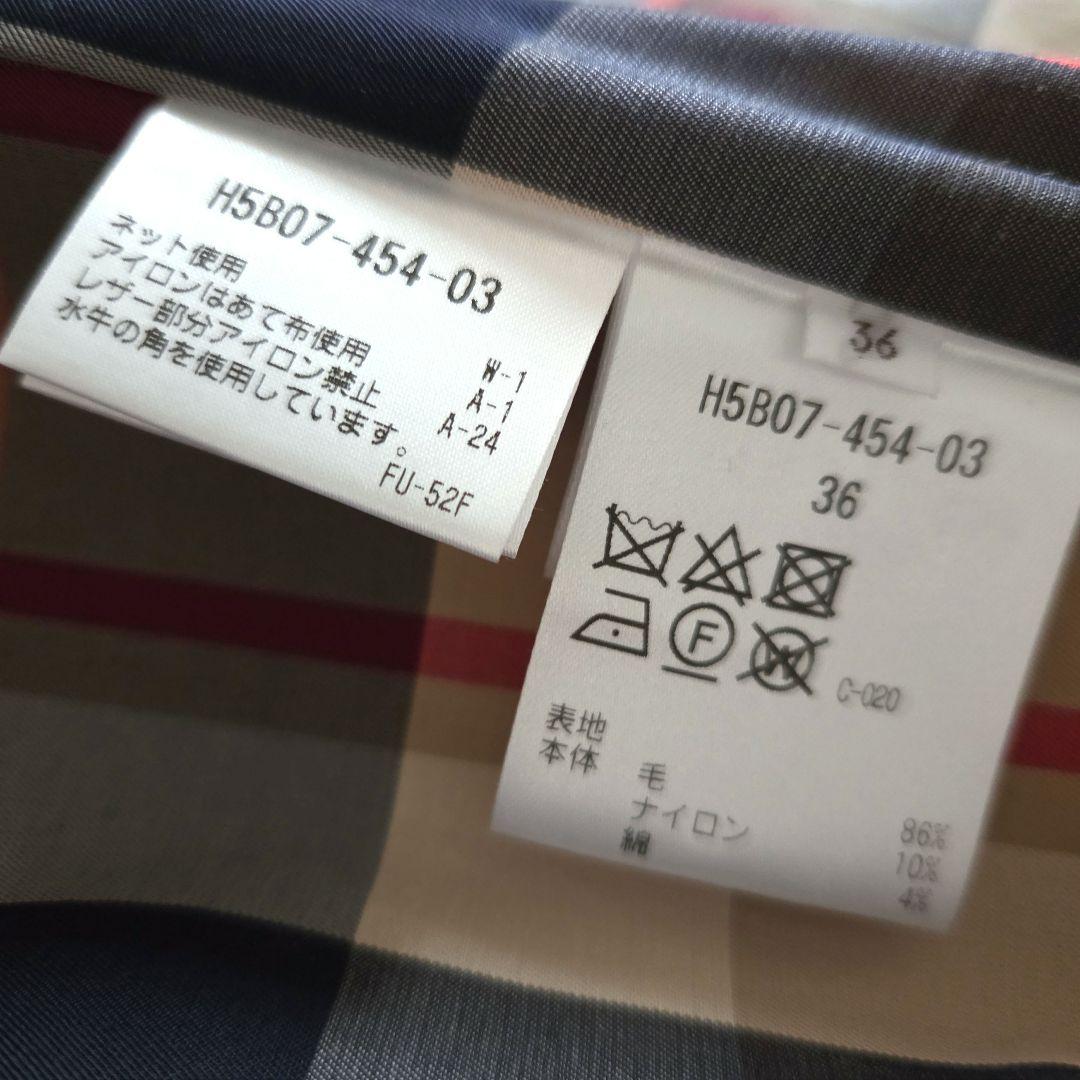 H5B07-454-03
ネット使用
アイロンはあて布使用
レザー部分アイロン禁止
水牛の角を使用しています。
W-1
A-1
A-24
FU-52F
36
H5B07-454-03
36
F
W
C-020
表地
本体
毛 86%
ナイロン 10%
綿 4%